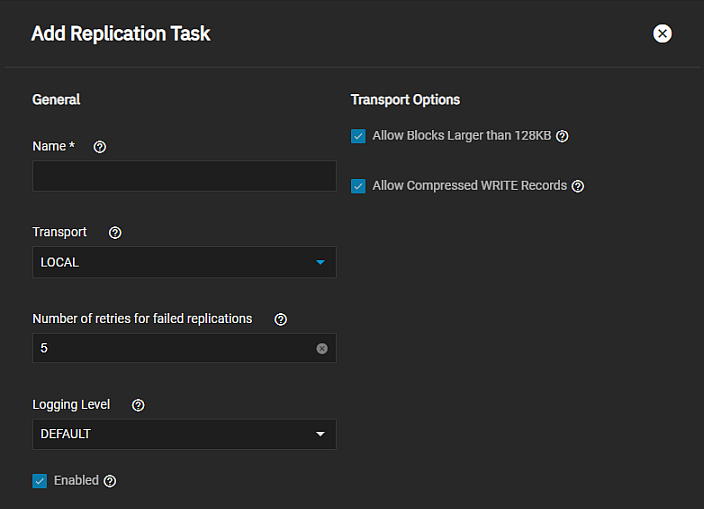 Add Replication Task
General
Name *
Transport
LOCAL
Number of retries for failed replications
5
Logging Level
DEFAULT
Enabled
Transport Options
Allow Blocks Larger than 128KB
Allow Compressed WRITE Records